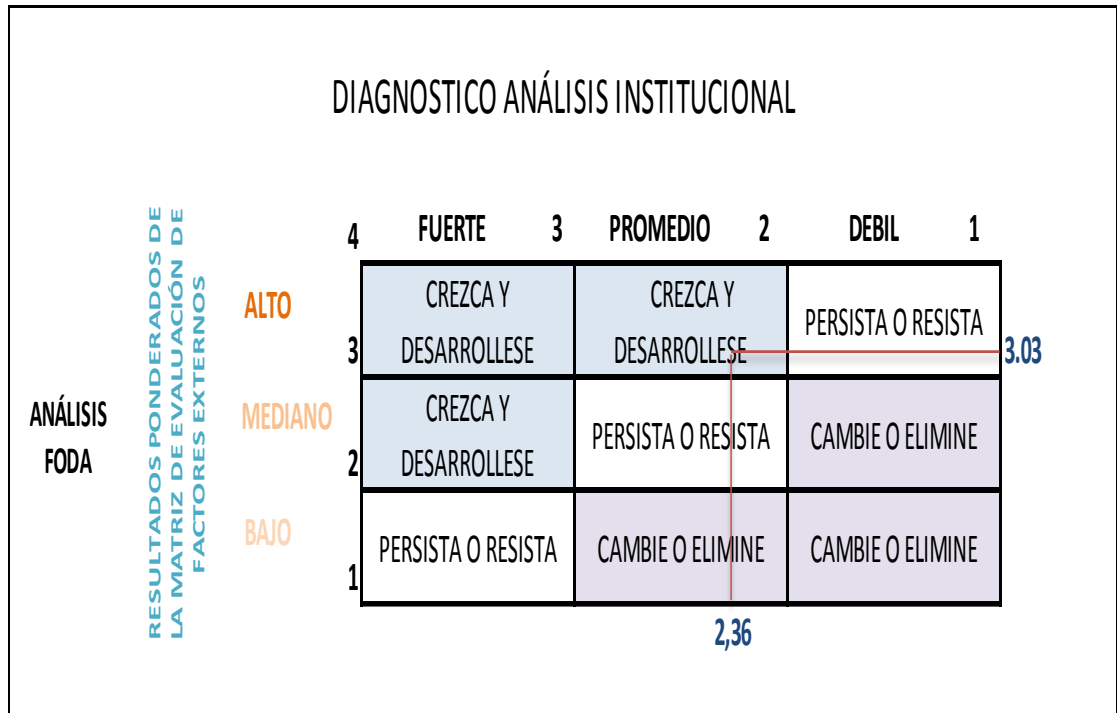 DIAGNOSTICO ANÁLISIS INSTITUCIONAL
4 FUERTE 3 PROMEDIO 2 DEBIL 1
ANÁLISIS
FODA
RESULTADOS PONDERADOS DE
LA MATRIZ DE EVALUACIÓN DE
FACTORES EXTERNOS
ALTO
3
CREZCA Y
DESARROLLESE
CREZCA Y
DESARROLLESE
PERSISTA O RESISTA
3.03
MEDIANO
2
CREZCA Y
DESARROLLESE
PERSISTA O RESISTA
CAMBIE O ELIMINE
BAJO
1
PERSISTA O RESISTA
CAMBIE O ELIMINE
CAMBIE O ELIMINE
2,36